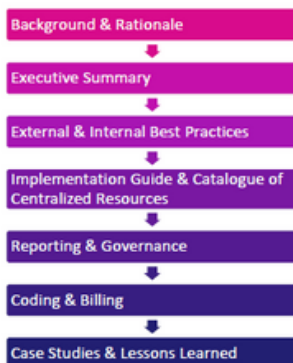 Background & Rationale
Executive Summary
External & Internal Best Practices
Implementation Guide & Catalogue of
Centralized Resources
Reporting & Governance
Coding & Billing
Case Studies & Lessons Learned